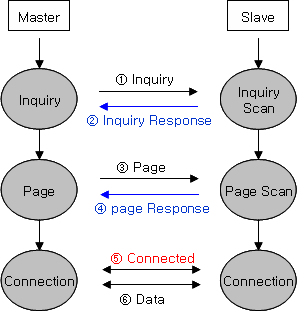 Master
Slave
① Inquiry
Inquiry
Inquiry
Scan
② Inquiry Response
③ Page
Page
Page Scan
④ page Response
⑤ Connected
Connection
Connection
⑥ Data